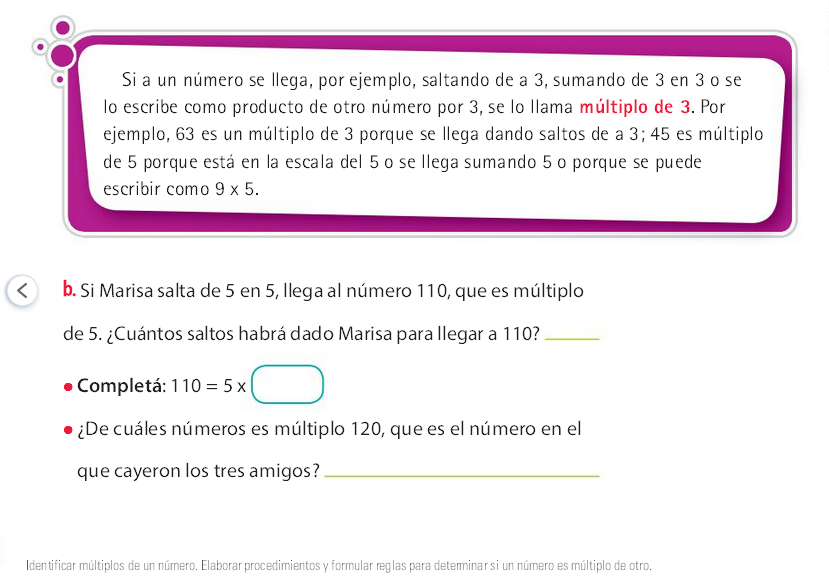 Si a un número se llega, por ejemplo, saltando de a 3, sumando de 3 en 3 o se
lo escribe como producto de otro número por 3, se lo llama múltiplo de 3. Por
ejemplo, 63 es un múltiplo de 3 porque se llega dando saltos de a 3; 45 es múltiplo
de 5 porque está en la escala del 5 o se llega sumando 5 o porque se puede
escribir como 9 x 5.
b. Si Marisa salta de 5 en 5, llega al número 110, que es múltiplo
de 5. ¿Cuántos saltos habrá dado Marisa para llegar a 110?
• Completá: 110 = 5 x
• ¿De cuáles números es múltiplo 120, que es el número en el
que cayeron los tres amigos?
Identificar múltiplos de un número. Elaborar procedimientos y formular reglas para determinar si un número es múltiplo de otro.